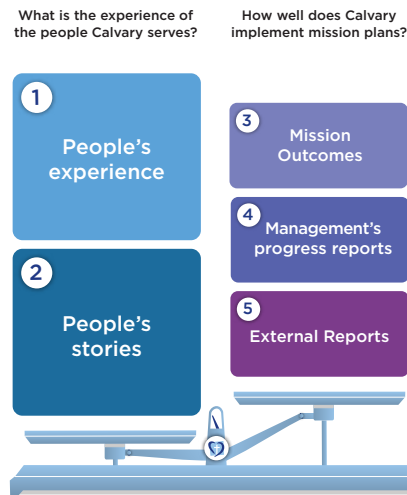 What is the experience of
the people Calvary serves?
How well does Calvary
implement mission plans?
1
People's
experience
2
People's
stories
3
Mission
Outcomes
4
Management's
progress reports
5
External Reports